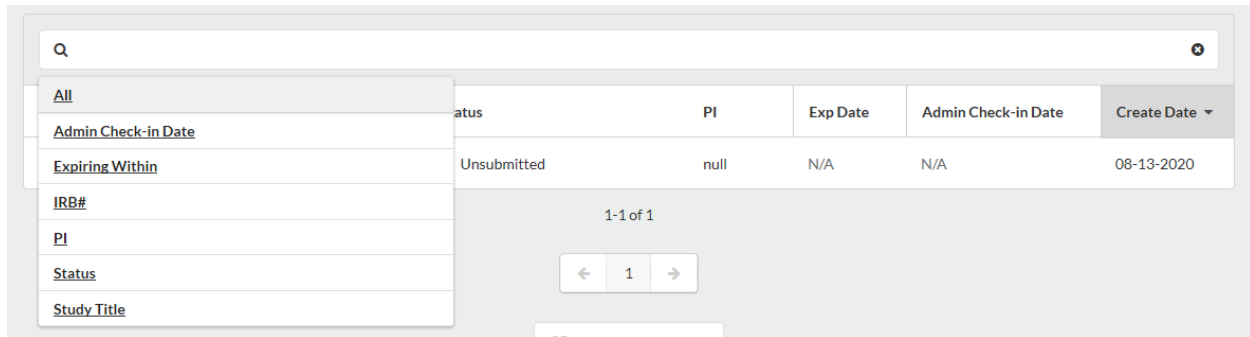 All
Admin Check-in Date
Expiring Within
IRB#
PI
Status
Study Title
atus PI Exp Date Admin Check-in Date Create Date
Unsubmitted null N/A N/A 08-13-2020
1-1 of 1
1